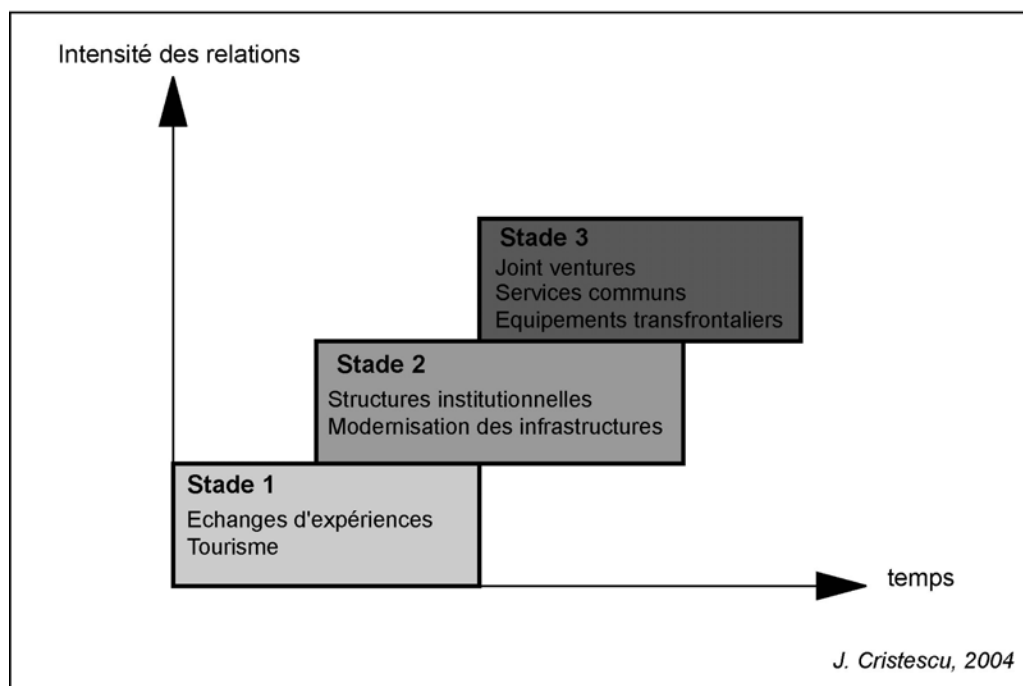 Intensité des relations
Stade 3
Joint ventures
Services communs
Equipements transfrontaliers
Stade 2
Structures institutionnelles
Modernisation des infrastructures
Stade 1
Echanges d'expériences
Tourisme
temps
J. Cristescu, 2004